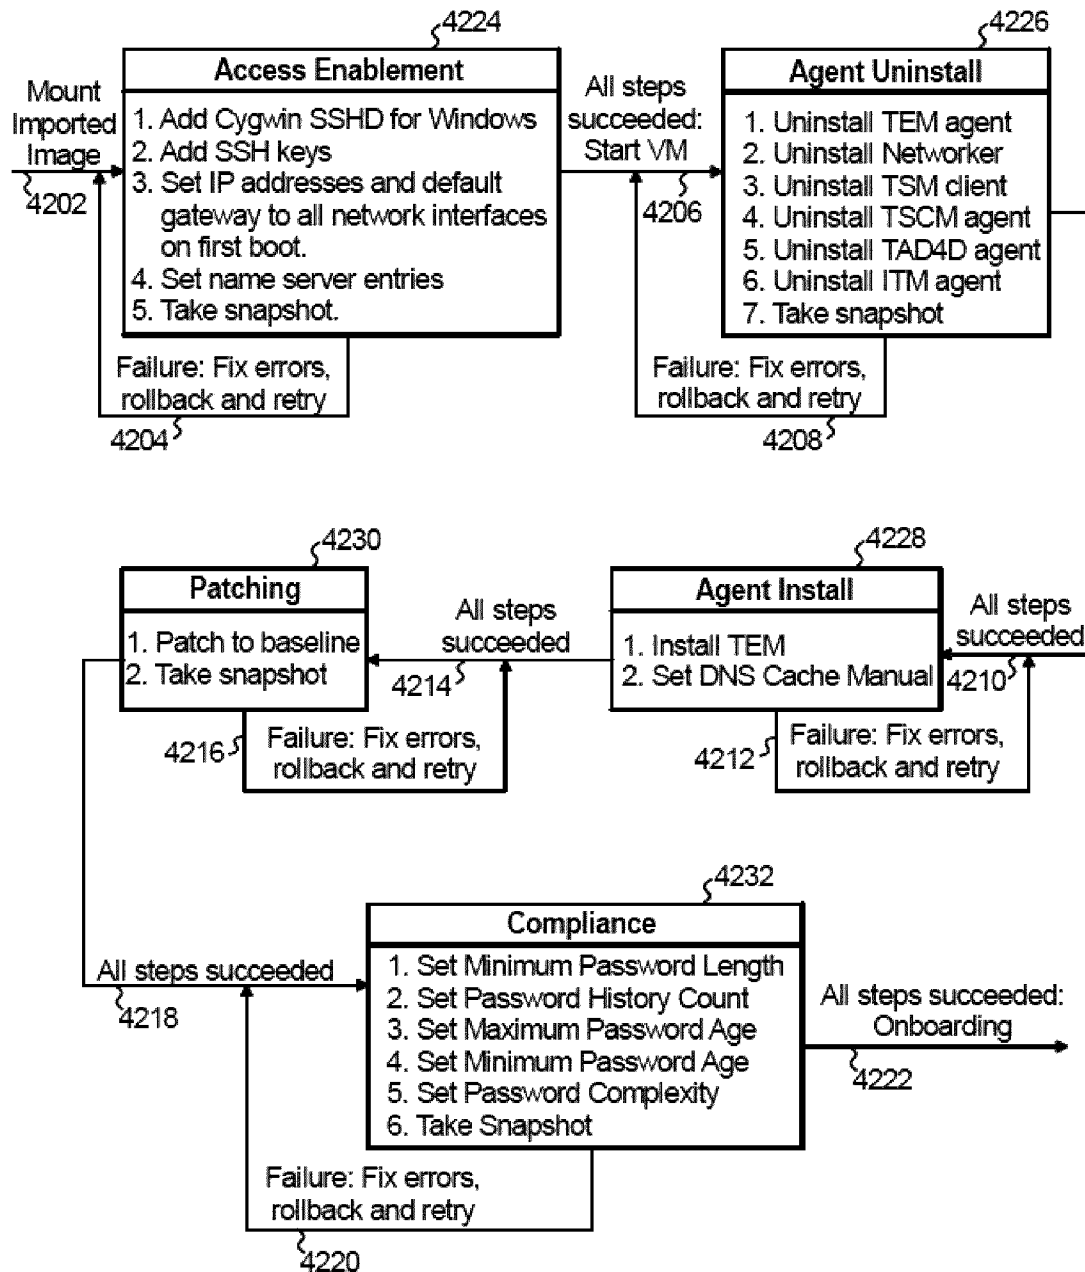 4224
Access Enablement
1. Add Cygwin SSHD for Windows
2. Add SSH keys
3. Set IP addresses and default
gateway to all network interfaces
on first boot.
4. Set name server entries
5. Take snapshot.
Mount
Imported
Image
4202
Failure: Fix errors,
rollback and retry
4204
All steps
succeeded:
Start VM
4206
4226
Agent Uninstall
1. Uninstall TEM agent
2. Uninstall Networker
3. Uninstall TSM client
4. Uninstall TSCM agent
5. Uninstall TAD4D agent
6. Uninstall ITM agent
7. Take snapshot
Failure: Fix errors,
rollback and retry
4208
4230
Patching
1. Patch to baseline
2. Take snapshot
4216
Failure: Fix errors,
rollback and retry
All steps
succeeded
4214
4228
Agent Install
1. Install TEM
2. Set DNS Cache Manual
All steps
succeeded
4210
4212
Failure: Fix errors,
rollback and retry
4232
Compliance
1. Set Minimum Password Length
2. Set Password History Count
3. Set Maximum Password Age
4. Set Minimum Password Age
5. Set Password Complexity
6. Take Snapshot
All steps succeeded
4218
All steps succeeded:
Onboarding
4222
Failure: Fix errors,
rollback and retry
4220